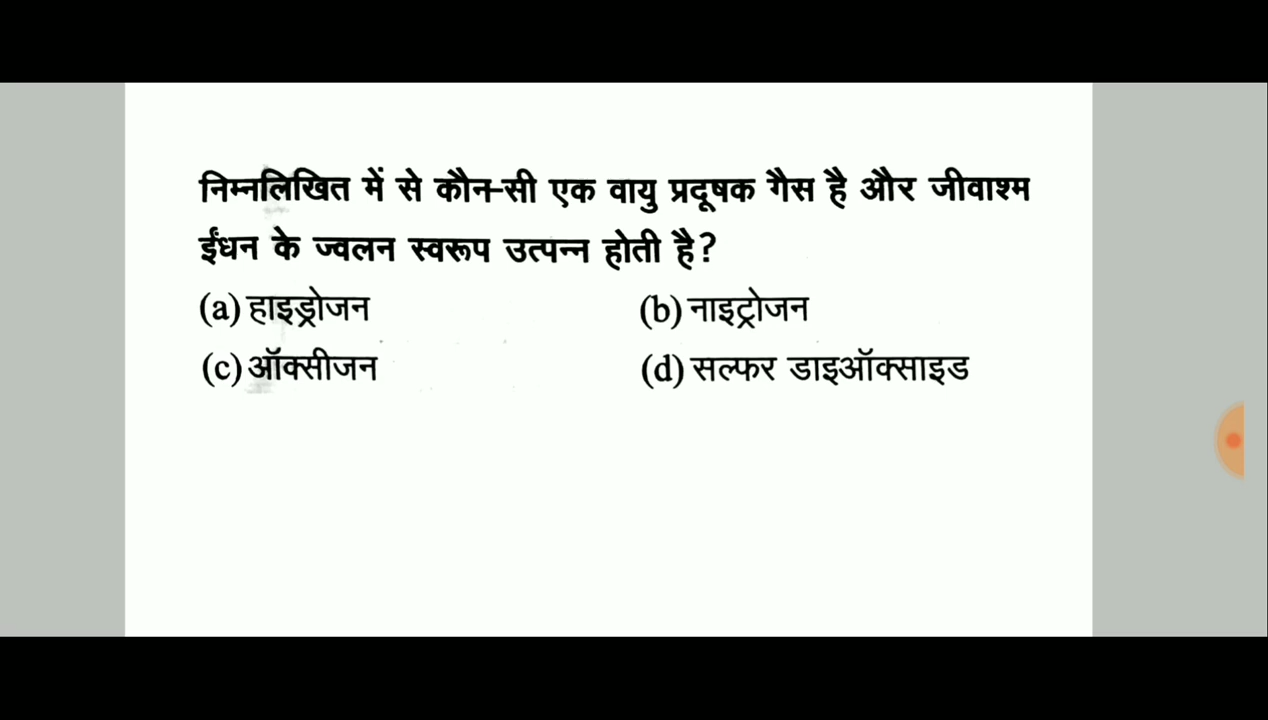 निम्नलिखित में से कौन-सी एक वायु प्रदूषक गैस है और जीवाश्म
ईंधन के ज्वलन स्वरूप उत्पन्न होती है?
(a) हाइड्रोजन (b) नाइट्रोजन
(c) ऑक्सीजन (d) सल्फर डाइऑक्साइड